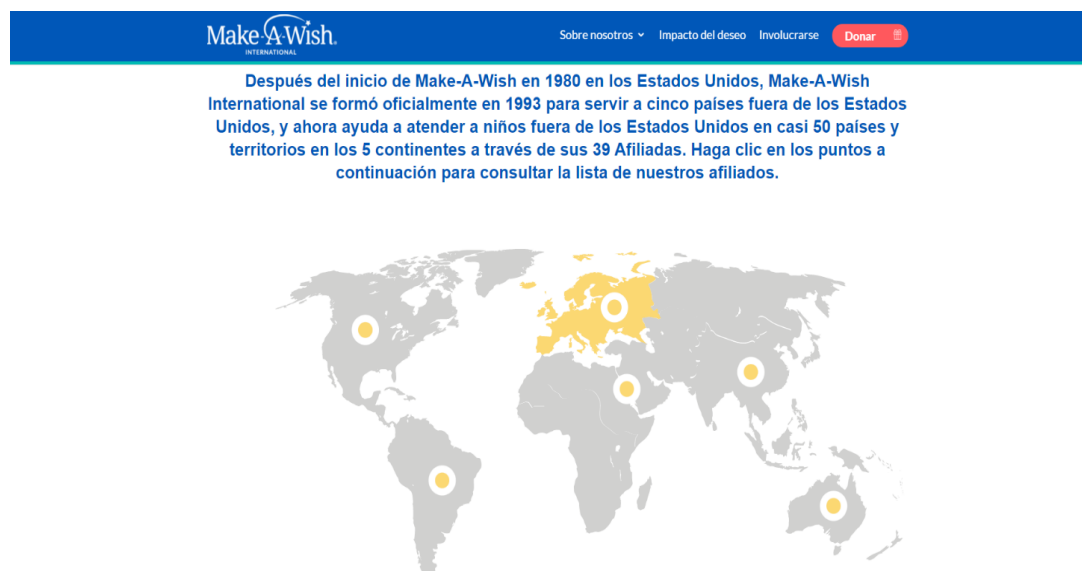 Make-A-Wish.
INTERNATIONAL
Sobre nosotros
Impacto del deseo
Involucrarse
Donar
Después del inicio de Make-A-Wish en 1980 en los Estados Unidos, Make-A-Wish
International se formó oficialmente en 1993 para servir a cinco países fuera de los Estados
Unidos, y ahora ayuda a atender a niños fuera de los Estados Unidos en casi 50 países y
territorios en los 5 continentes a través de sus 39 Afiliadas. Haga clic en los puntos a
continuación para consultar la lista de nuestros afiliados.